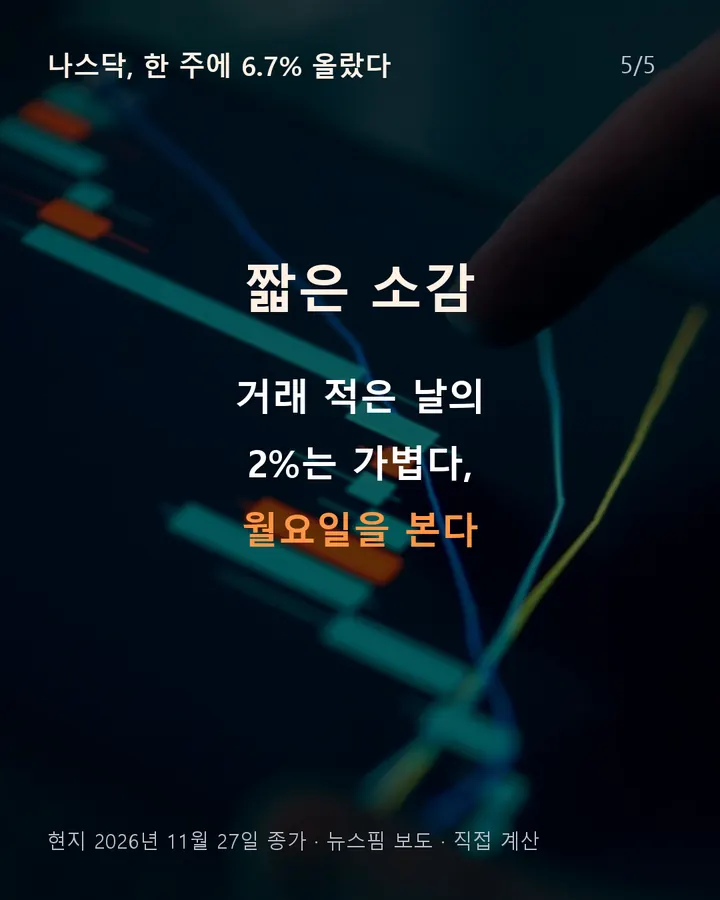 나스닥, 한 주에 6.7% 올랐다
5/5
짧은 소감
거래 적은 날의
2%는 가볍다,
월요일을 본다
현지 2026년 11월 27일 종가 · 뉴스핌 보도 · 직접 계산